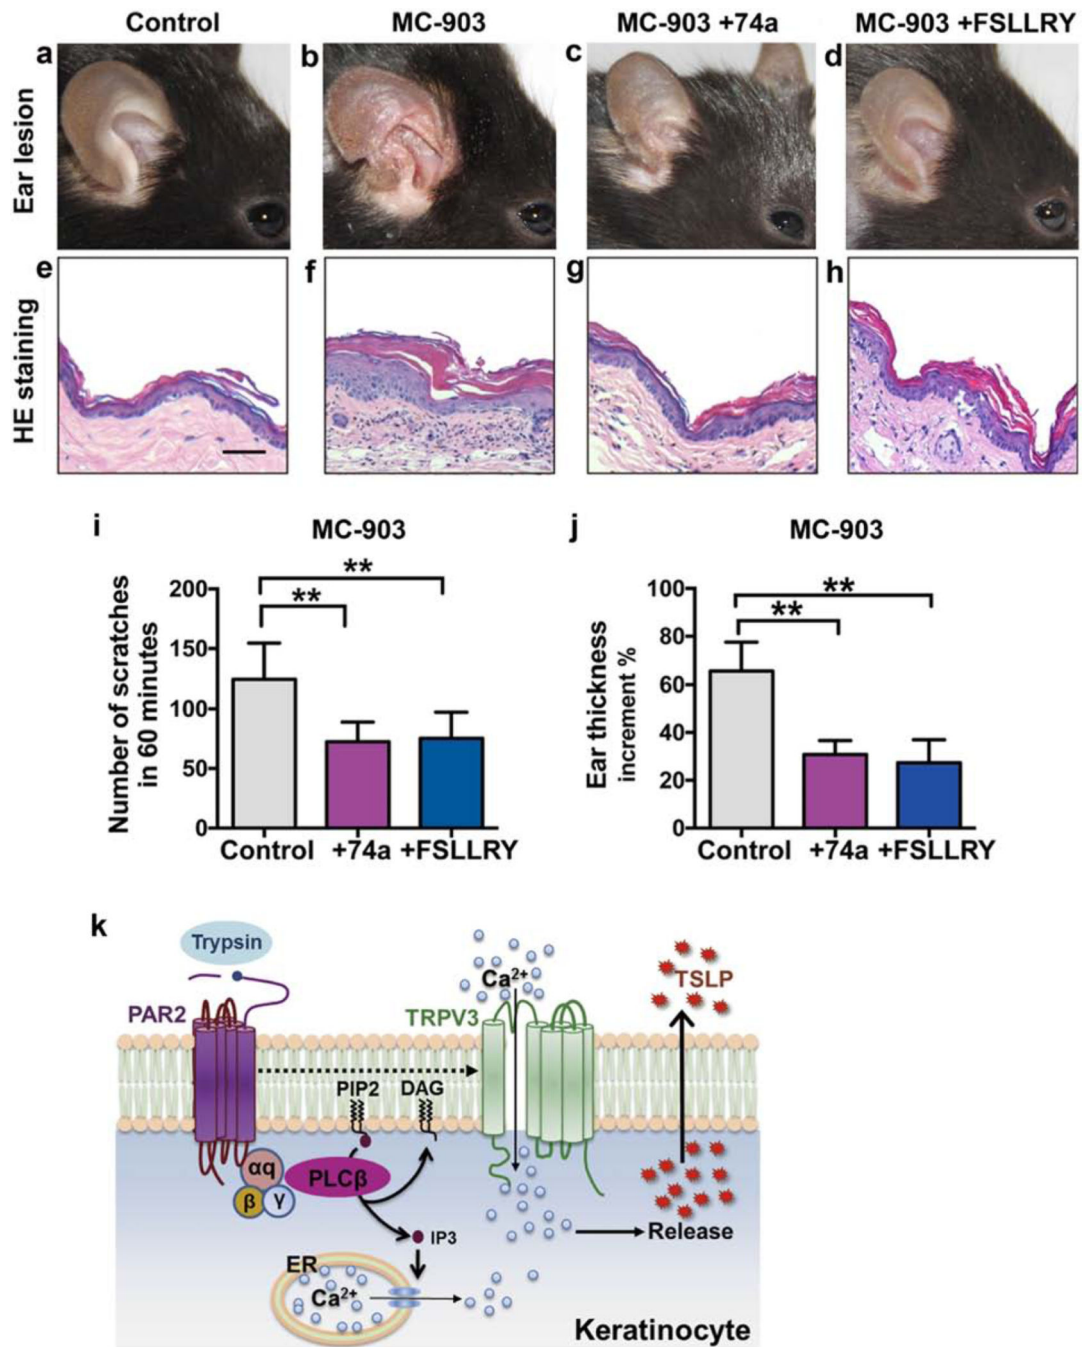 Control
MC-903
MC-903 +74a
MC-903 +FSLLRY
Ear lesion
a
b
c
d
HE staining
e
f
g
h
i
MC-903
Number of scratches
in 60 minutes
200
150
100
50
0
**
**
Control
+74a
+FSLLRY
j
MC-903
Ear thickness
increment %
100
80
60
40
20
0
**
**
Control
+74a
+FSLLRY
k
Trypsin
PAR2
TRPV3
Ca²⁺
TSLP
PIP2
DAG
αq
β
γ
PLCβ
IP3
Release
ER
Ca²⁺
Keratinocyte